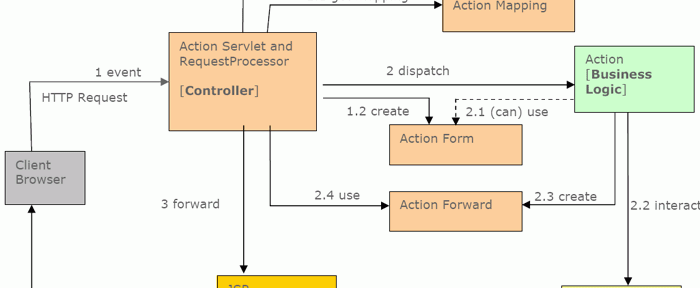 Action Mapping
Action Servlet and
RequestProcessor
[Controller]
Action
[Business
Logic]
1 event
2 dispatch
HTTP Request
1.2 create
2.1 (can) use
Action Form
Client
Browser
2.4 use
2.3 create
3 forward
Action Forward
2.2 interact